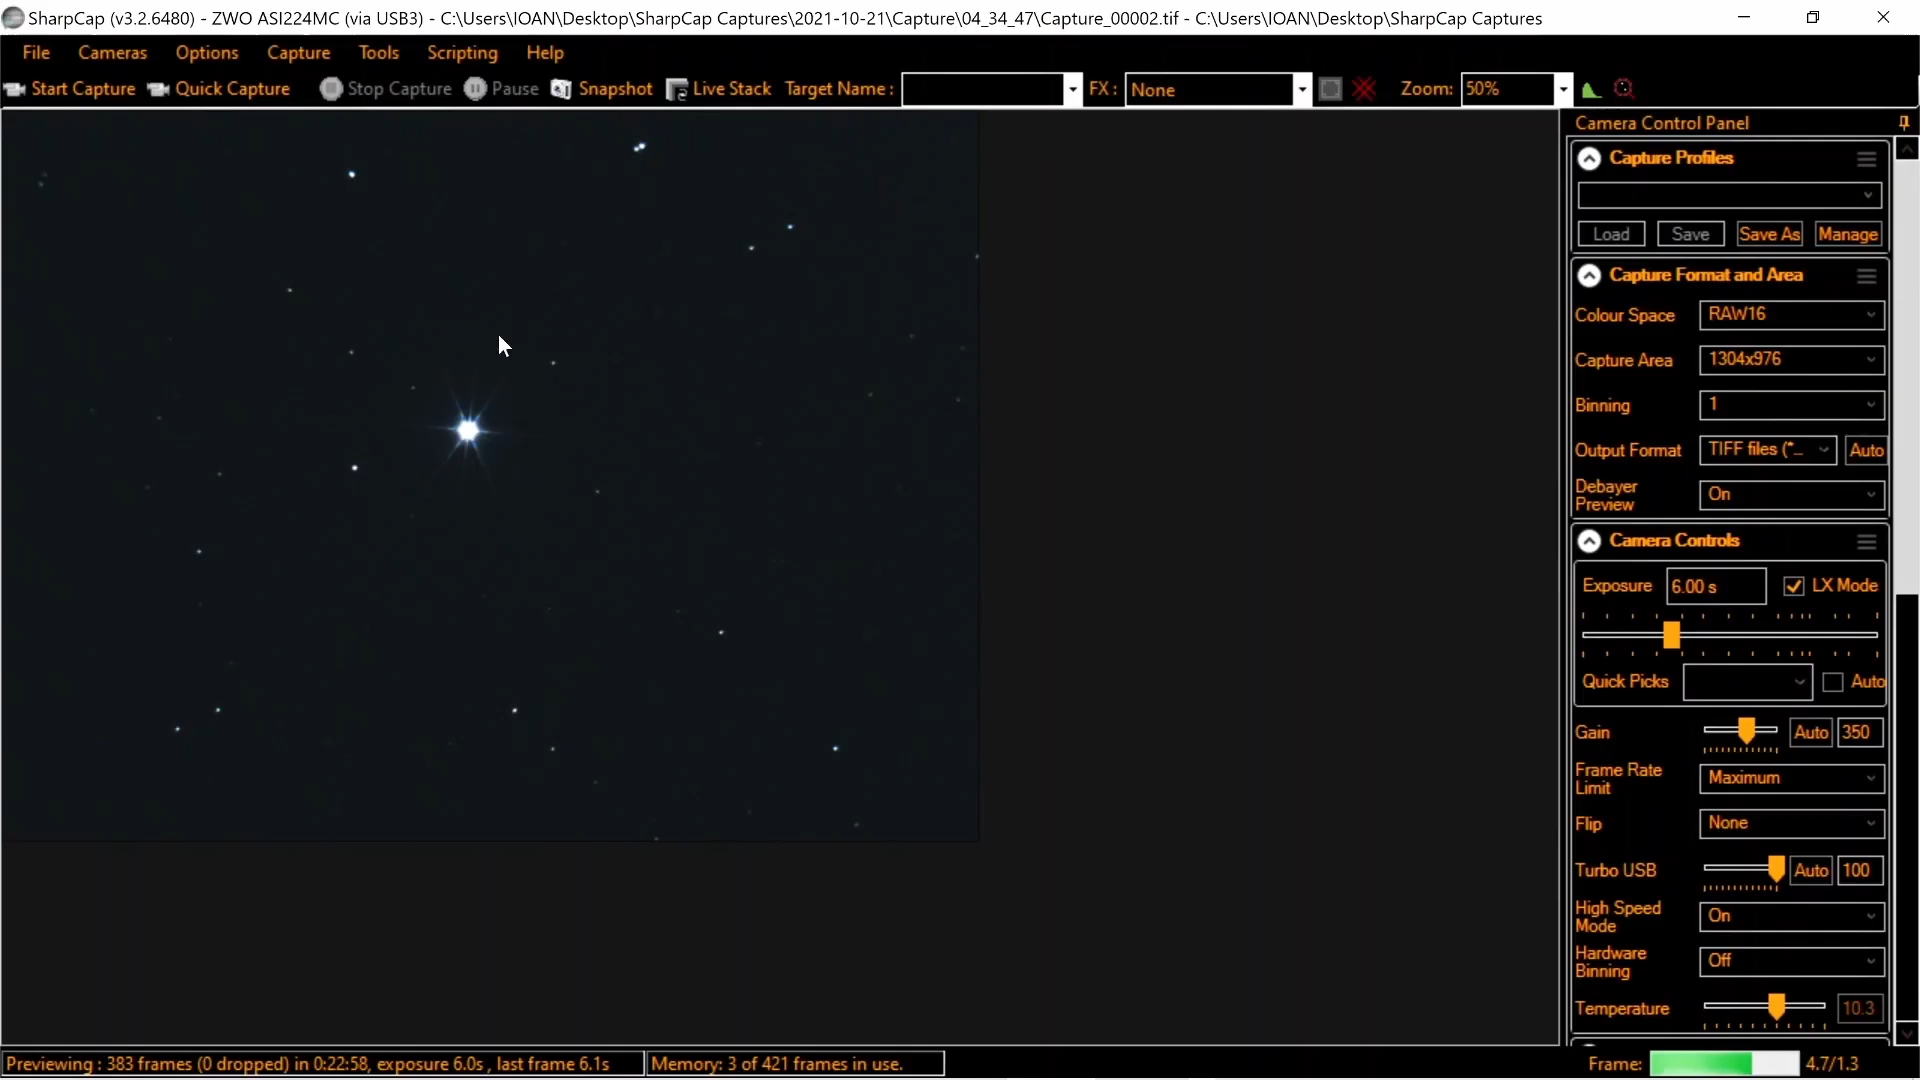 SharpCap (v3.2.6480) - ZWO ASI224MC (via USB3) - C:\Users\IOAN\Desktop\SharpCap Captures\2021-10-21\Capture\04_34_47\Capture_00002.tif - C:\Users\IOAN\Desktop\SharpCap Captures
File Cameras Options Capture Tools Scripting Help
Start Capture Quick Capture Stop Capture Pause Snapshot Live Stack Target Name : FX : None Zoom: 50%
Camera Control Panel
Capture Profiles
Load Save Save As Manage
Capture Format and Area
Colour Space RAW16
Capture Area 1304x976
Binning 1
Output Format TIFF files (*... Auto
Debayer
Preview On
Camera Controls
Exposure 6.00 s LX Mode
Quick Picks Auto
Gain Auto 350
Frame Rate
Limit Maximum
Flip None
Turbo USB Auto 100
High Speed
Mode On
Hardware
Binning Off
Temperature 10.3
Previewing : 383 frames (0 dropped) in 0:22:58, exposure 6.0s , last frame 6.1s Memory: 3 of 421 frames in use. Frame: 4.7/1.3